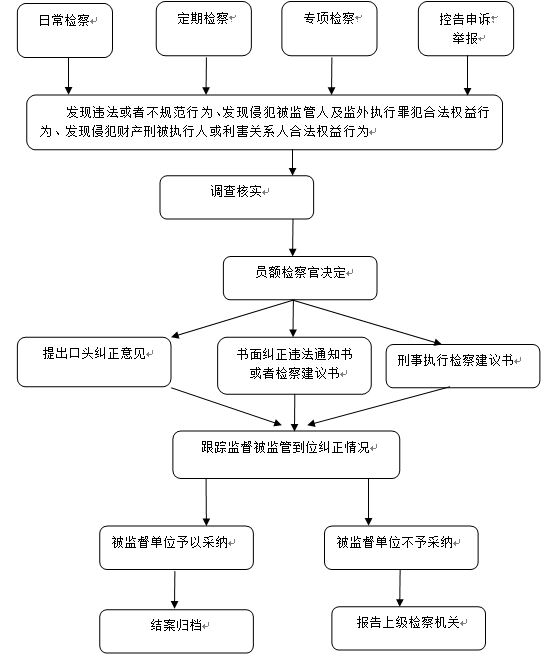 日常检察
定期检察
专项检察
控告申诉
举报
发现违法或者不规范行为、发现侵犯被监管人及监外执行罪犯合法权益行
为、发现侵犯财产刑被执行人或利害关系人合法权益行为
调查核实
员额检察官决定
提出口头纠正意见
书面纠正违法通知书
或者检察建议书
刑事执行检察建议书
跟踪监督被监管到位纠正情况
被监督单位予以采纳
被监督单位不予采纳
结案归档
报告上级检察机关